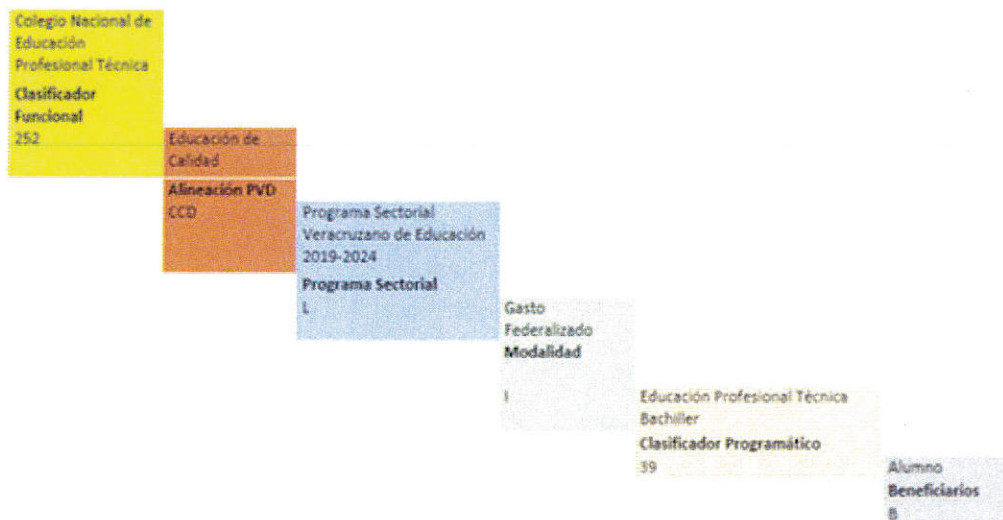 Colegio Nacional de
Educación
Profesional Técnica
Clasificador
Funcional
252
Educación de
Calidad
Alineación PVD
CCD
Programa Sectorial
Veracruzano de Educación
2019-2024
Programa Sectorial
L
Gasto
Federalizado
Modalidad
I
Educación Profesional Técnica
Bachiller
Clasificador Programático
39
Alumno
Beneficiarios
B